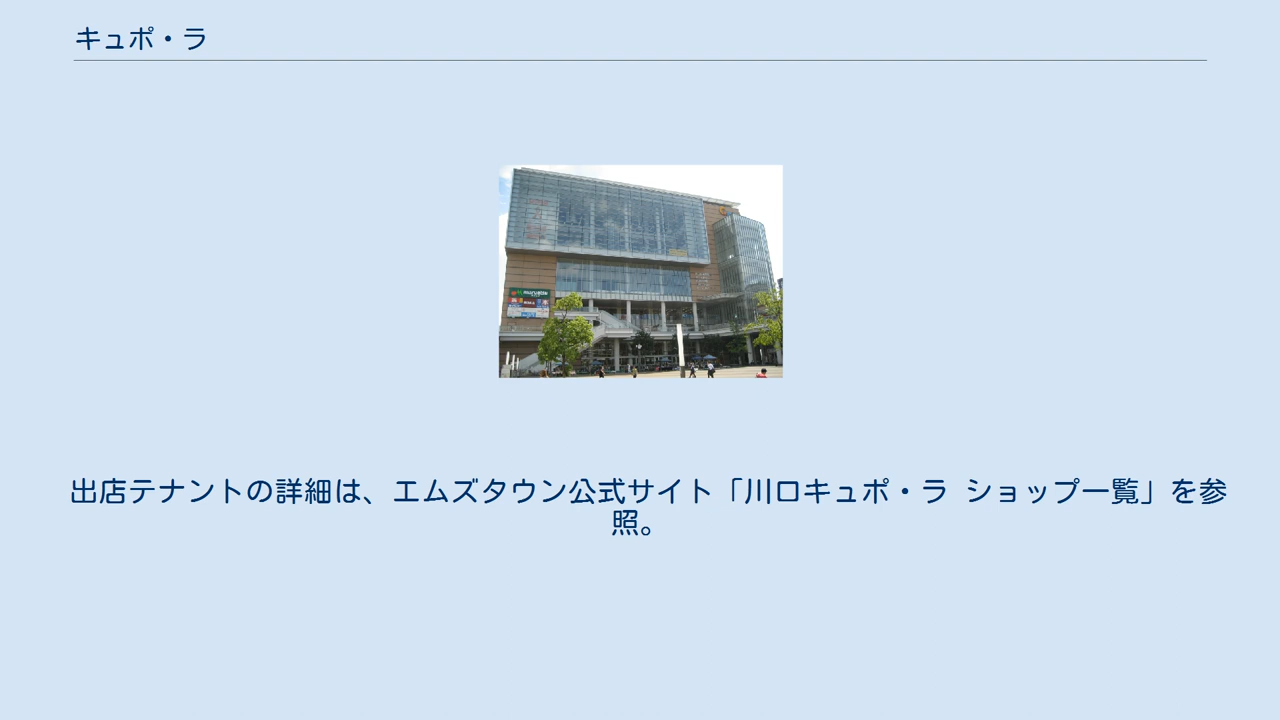 キュポ・ラ
出店テナントの詳細は、エムズタウン公式サイト「川口キュポ・ラ ショップ一覧」を参
照。